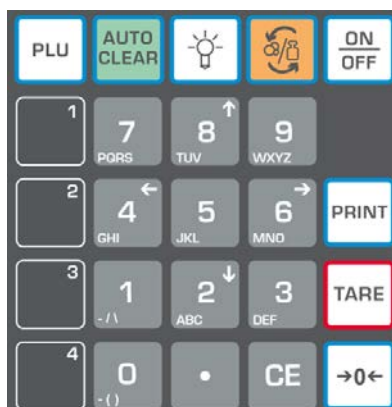 PLU AUTO CLEAR ON OFF
1 7 PQRS 8 TUV 9 WXYZ
2 4 GHI 5 JKL 6 MNO PRINT
3 1 -/\ 2 ABC 3 DEF TARE
4 0 -() . CE →0←